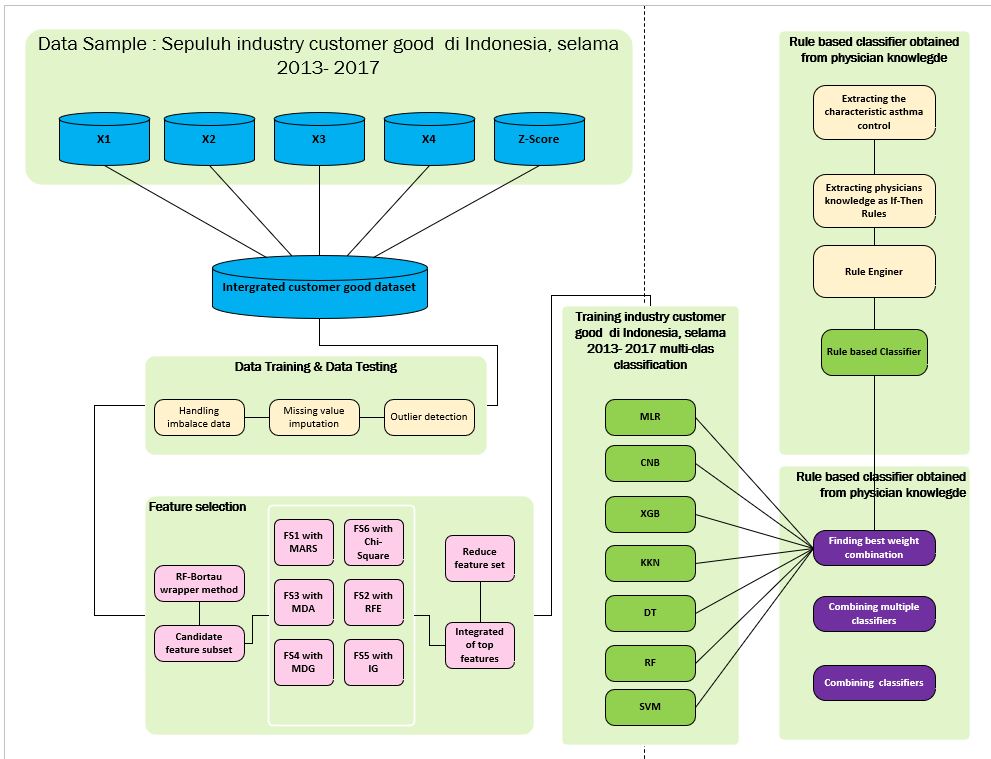 Data Sample : Sepuluh industry customer good  di Indonesia, selama
2013- 2017
X1
X2
X3
X4
Z-Score
Intergrated customer good dataset
Data Training & Data Testing
Handling
imbalace data
Missing value
imputation
Outlier detection
Feature selection
RF-Bortau
wrapper method
Candidate
feature subset
FS1 with
MARS
FS6 with
Chi-
Square
FS3 with
MDA
FS2 with
RFE
FS4 with
MDG
FS5 with
IG
Reduce
feature set
Integrated
of top
features
Training industry customer
good  di Indonesia, selama
2013- 2017 multi-clas
classification
MLR
CNB
XGB
KKN
DT
RF
SVM
Rule based classifier obtained
from physician knowlegde
Extracting the
characteristic asthma
control
Extracting physicians
knowledge as If-Then
Rules
Rule Enginer
Rule based Classifier
Rule based classifier obtained
from physician knowlegde
Finding best weight
combination
Combining multiple
classifiers
Combining  classifiers